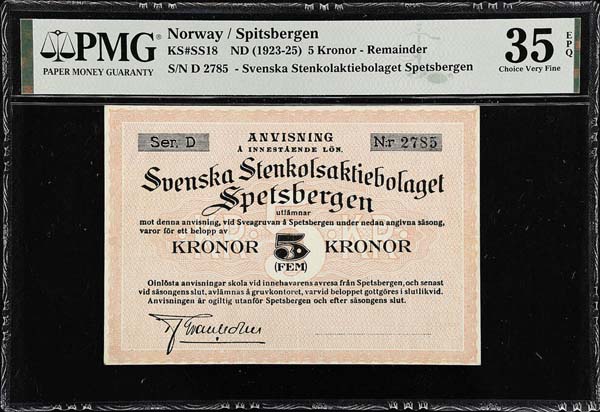 PMG
PAPER MONEY GUARANTY
Norway / Spitsbergen
KS#SS18 ND (1923-25) 5 Kronor - Remainder
S/N D 2785 - Svenska Stenkolaktiebolaget Spetsbergen
35 EPQ
Choice Very Fine
Ser. D
ANVISNING
Å INNESTÅENDE LÖN.
N:r 2785
Svenska Stenkolsaktiebolaget
Spetsbergen
utlämnar
mot denna anvisning, vid Sveagruvan å Spetsbergen under nedan angivna säsong,
varor för ett belopp av
KRONOR 5 KRONOR
(FEM)
Oinlösta anvisningar skola vid innehavarens avresa från Spetsbergen, och senast
vid säsongens slut, avlämnas å gruvkontoret, varvid beloppet gottgöres i slutlikvid.
Anvisningen är ogiltig utanför Spetsbergen och efter säsongens slut.